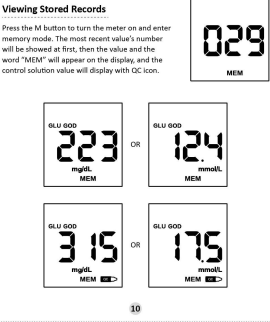 Viewing Stored Records
Press the M button to turn the meter on and enter
memory mode. The most recent value's number
will be showed at first, then the value and the
word "MEM" will appear on the display, and the
control solution value will display with QC icon.
029
MEM
GLU GOD
223
mg/dL
MEM
OR
GLU GOD
12.4
mmol/L
MEM
GLU GOD
315
mg/dL
MEM QC
OR
GLU GOD
17.5
mmol/L
MEM QC
10